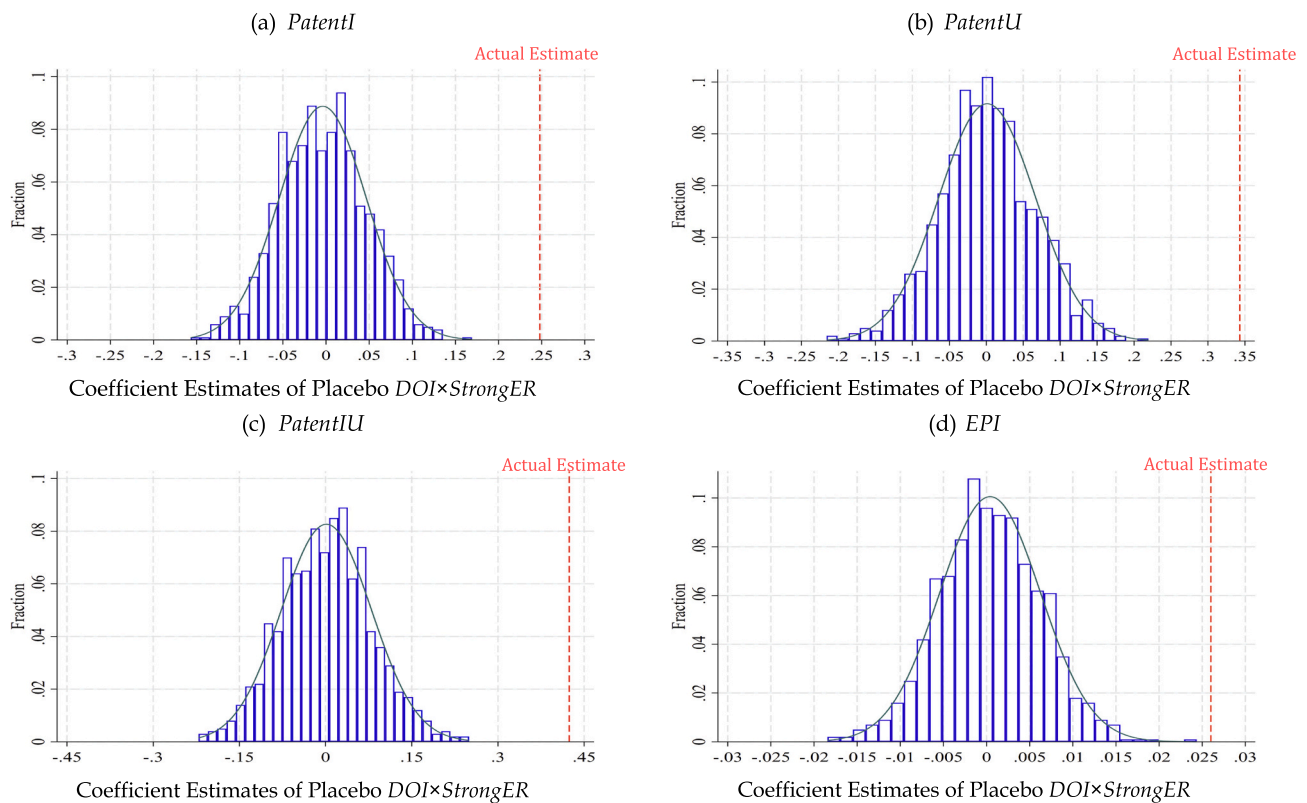 (a) PatentI
Actual Estimate
.1
.08
.06
.04
.02
0
Fraction
-.3 -.25 -.2 -.15 -.1 -.05 0 .05 .1 .15 .2 .25 .3
Coefficient Estimates of Placebo DOI×StrongER
(b) PatentU
Actual Estimate
.1
.08
.06
.04
.02
0
Fraction
-.35 -.3 -.25 -.2 -.15 -.1 -.05 0 .05 .1 .15 .2 .25 .3 .35
Coefficient Estimates of Placebo DOI×StrongER
(c) PatentIU
Actual Estimate
.1
.08
.06
.04
.02
0
Fraction
-.45 -.3 -.15 0 .15 .3 .45
Coefficient Estimates of Placebo DOI×StrongER
(d) EPI
Actual Estimate
.1
.08
.06
.04
.02
0
Fraction
-.03 -.025 -.02 -.015 -.01 -.005 0 .005 .01 .015 .02 .025 .03
Coefficient Estimates of Placebo DOI×StrongER